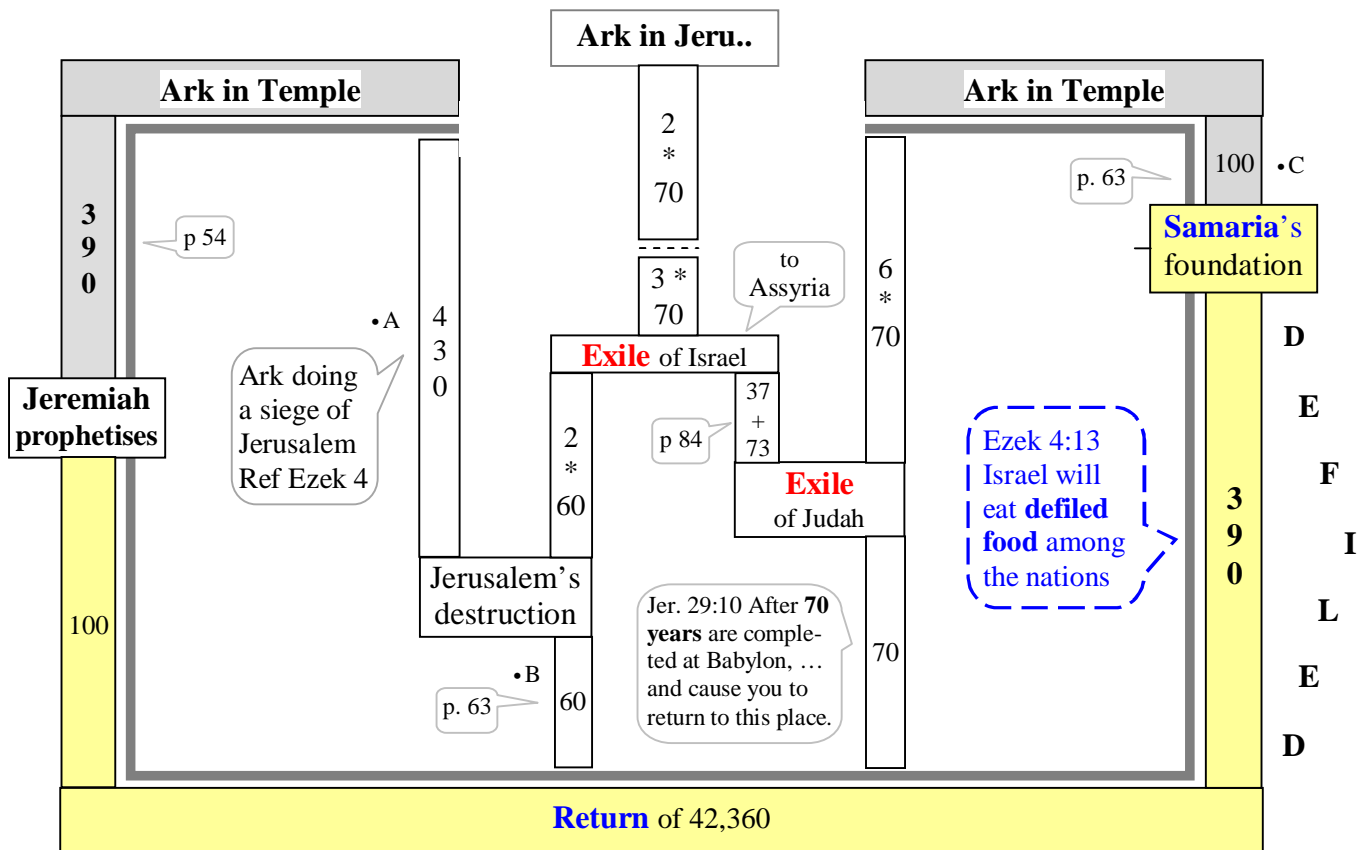 Ark in Jeru..
Ark in Temple
Ark in Temple
2
*
70
3 *
70
3
9
0
p 54
p. 63
100
•C
Samaria's
foundation
to
Assyria
6
*
70
•A
4
3
0
Ark doing
a siege of
Jerusalem
Ref Ezek 4
Exile of Israel
Jeremiah
prophetises
2
*
60
37
+
73
p 84
Exile
of Judah
Ezek 4:13
Israel will
eat defiled
food among
the nations
3
9
0
D
E
F
I
L
E
D
Jerusalem's
destruction
100
•B
p. 63
60
Jer. 29:10 After 70
years are comple-
ted at Babylon, …
and cause you to
return to this place.
70
Return of 42,360